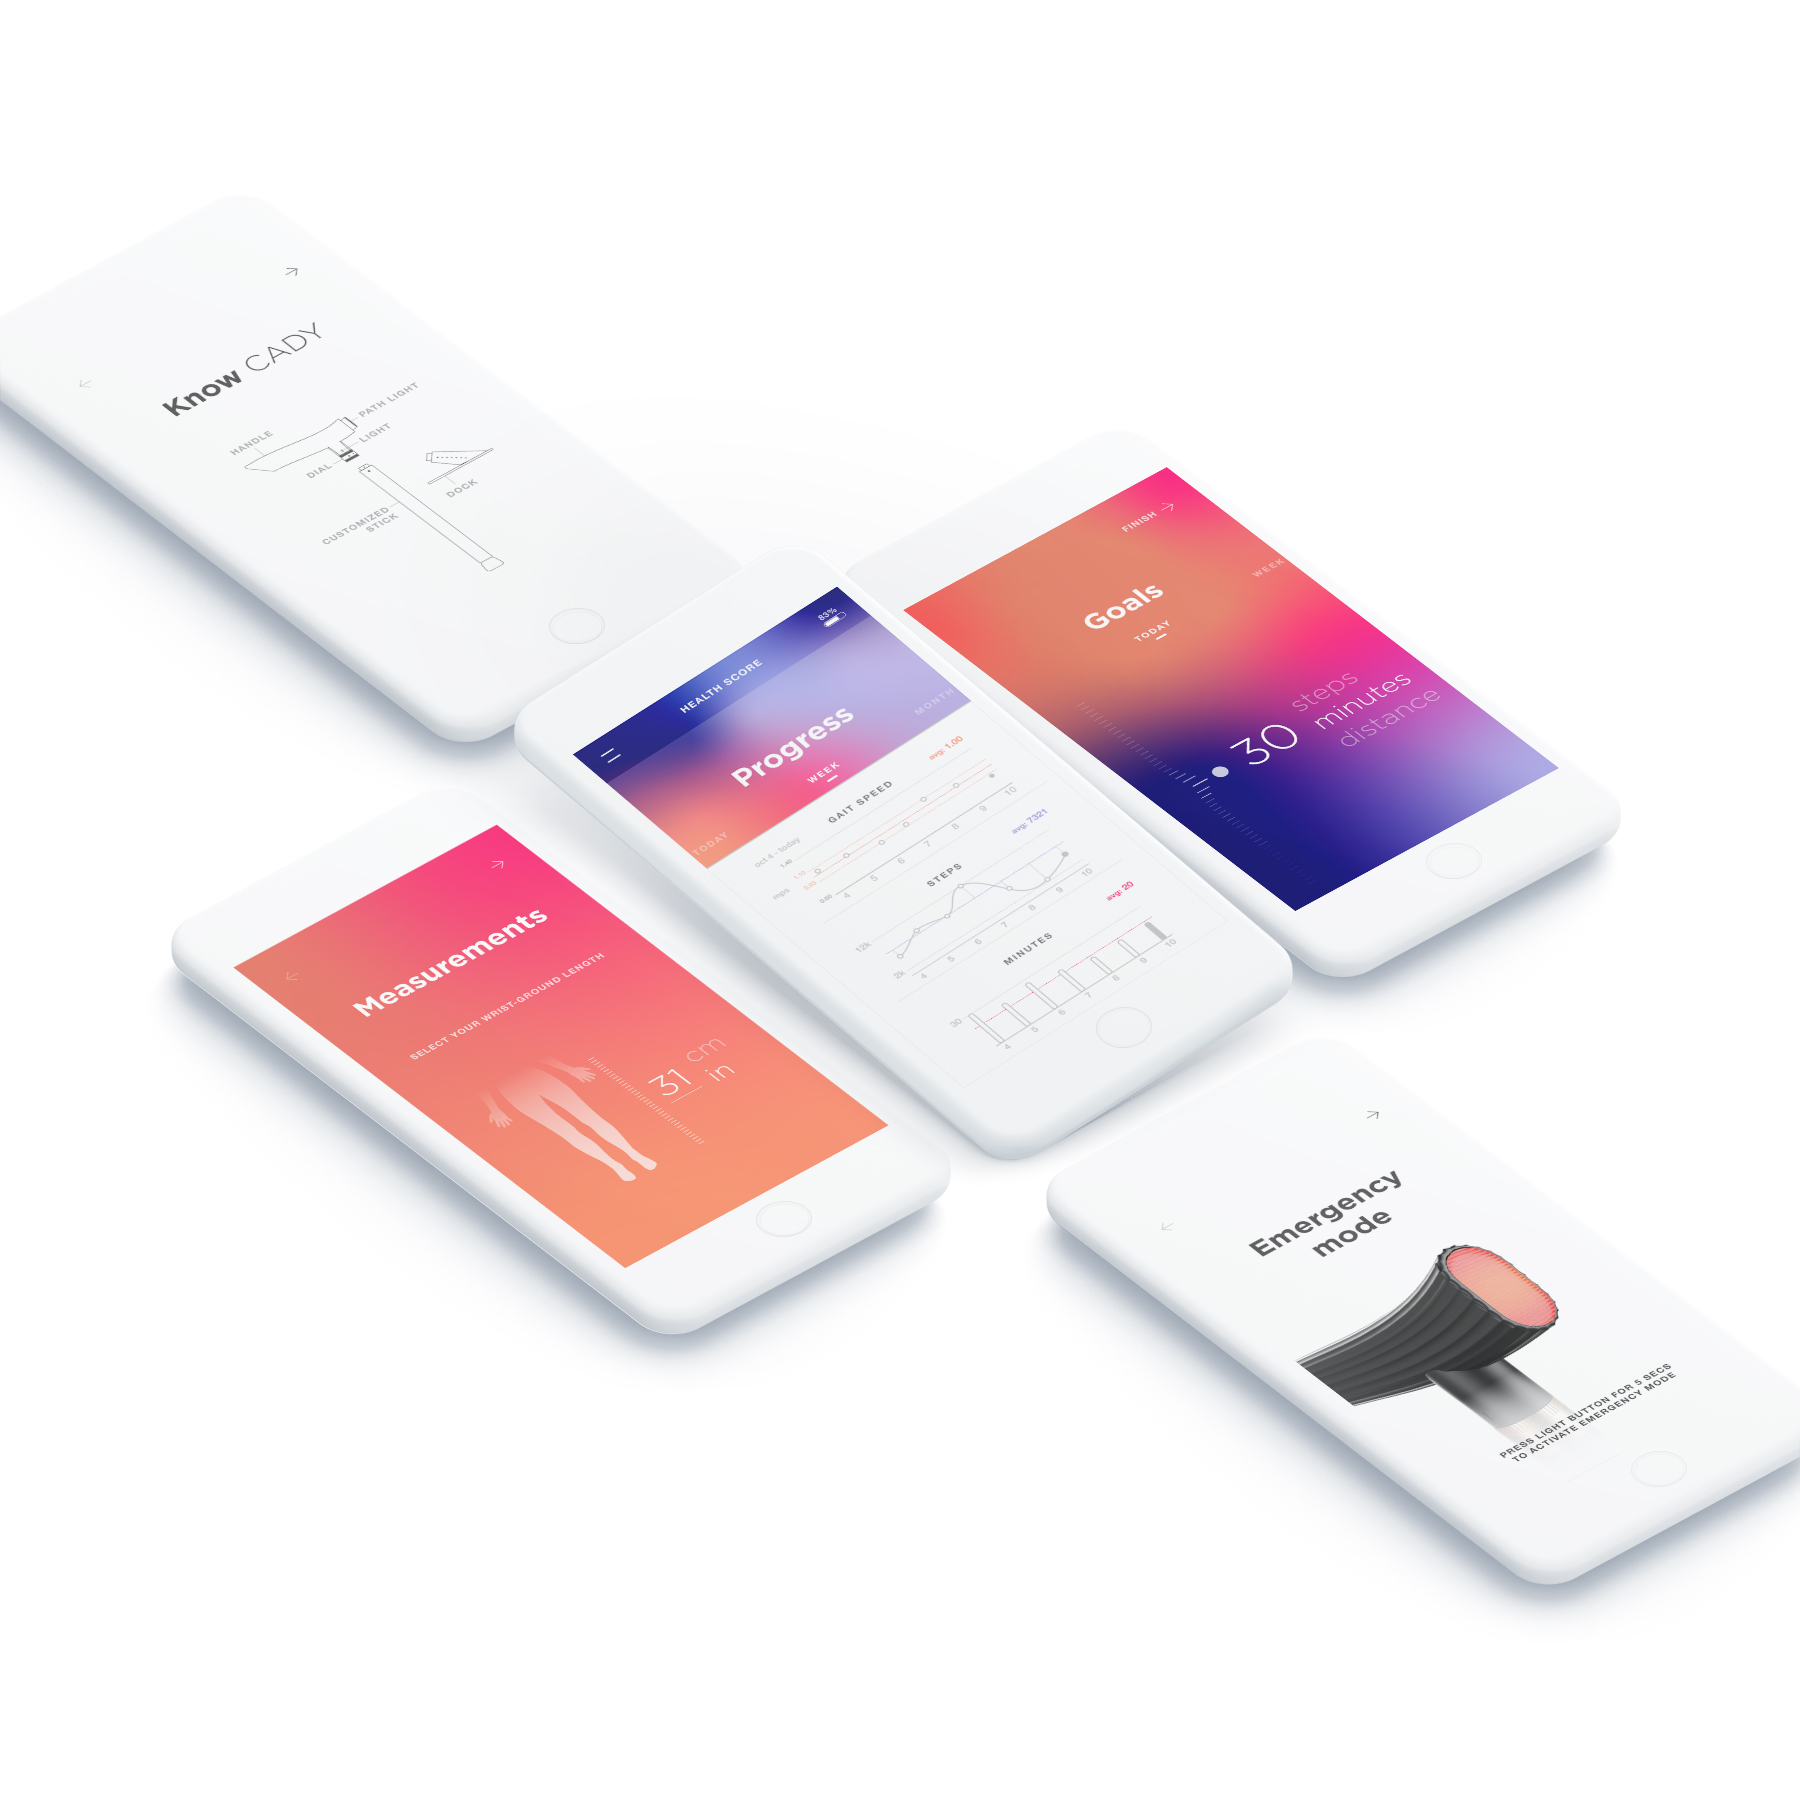 Know CADY
HANDLE
PATH LIGHT
LIGHT
DIAL
DOCK
CUSTOMIZED
STICK
FINISH
Goals
WEEK
TODAY
30
steps
minutes
distance
83%
HEALTH SCORE
Progress
MONTH
WEEK
TODAY
GAIT SPEED
avg: 1.00
oct 4 - today
1.40
1.10
mps
0.60
4 5 6 7 8 9 10
STEPS
avg: 7321
12k
2k
4 5 6 7 8 9 10
MINUTES
avg: 20
30
4 5 6 7 8 9 10
Measurements
SELECT YOUR WRIST-GROUND LENGTH
31
cm
in
Emergency
mode
PRESS LIGHT BUTTON FOR 5 SECS
TO ACTIVATE EMERGENCY MODE